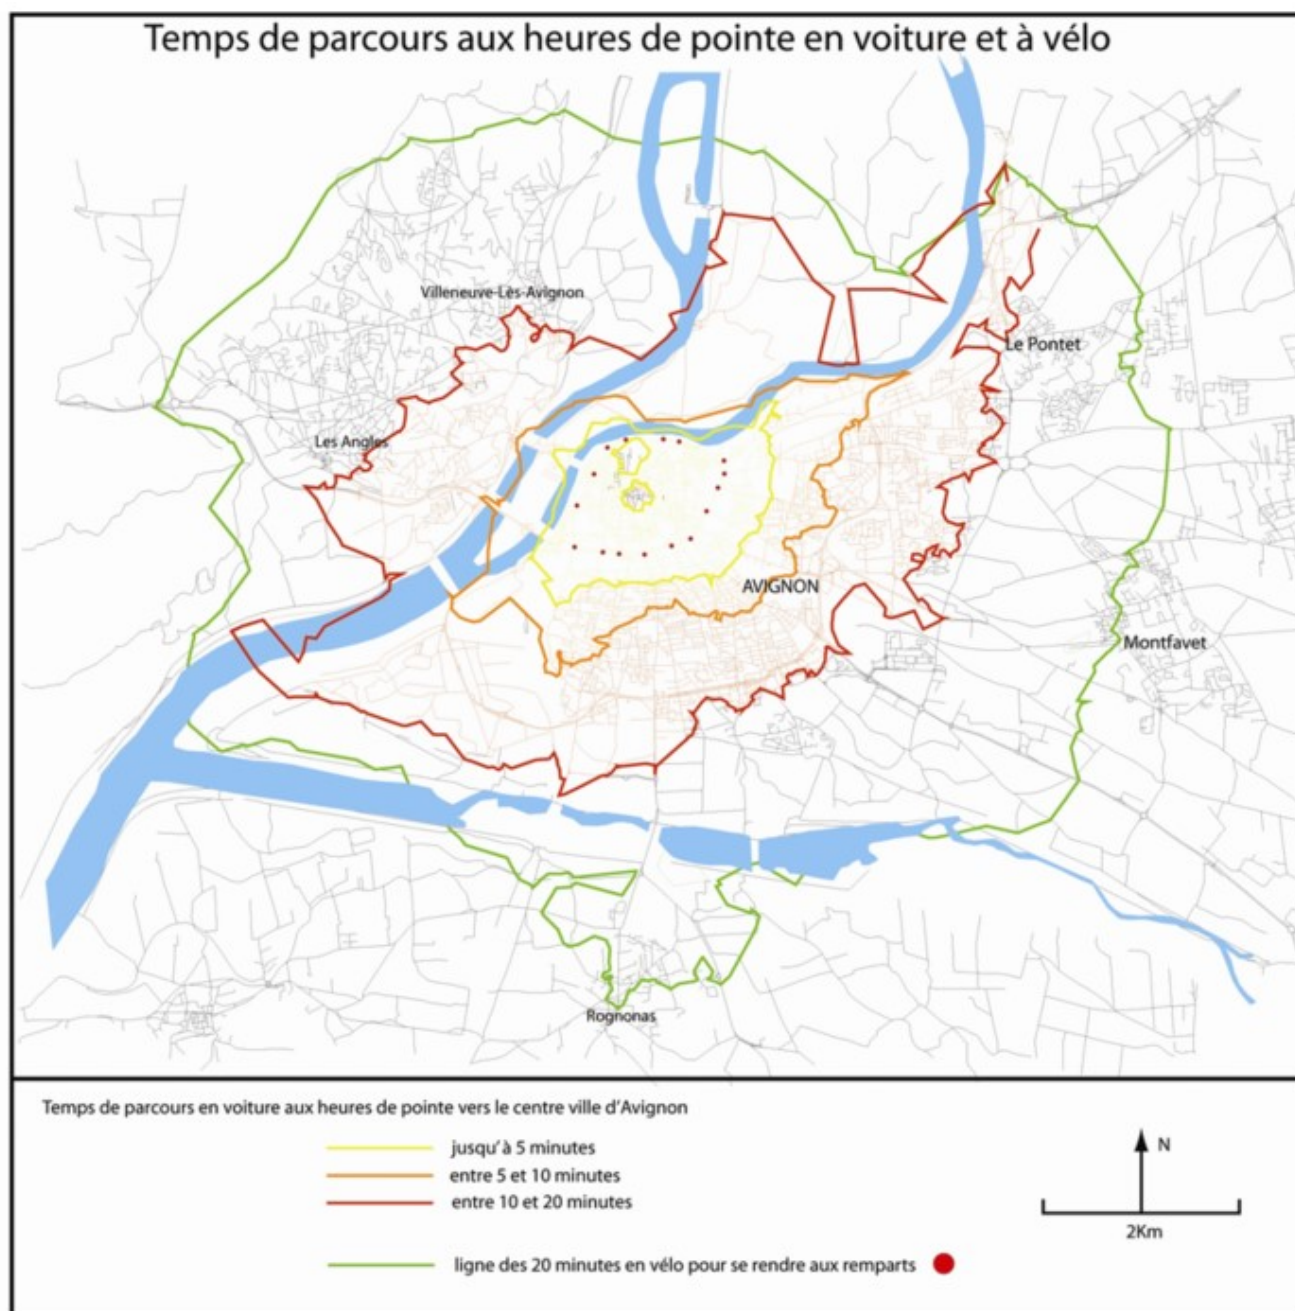 Temps de parcours aux heures de pointe en voiture et à vélo
Villeneuve-Lès-Avignon
Le Pontet
Les Angles
AVIGNON
Montfavet
Rognonas
Temps de parcours en voiture aux heures de pointe vers le centre ville d'Avignon
jusqu'à 5 minutes
entre 5 et 10 minutes
entre 10 et 20 minutes
N
2Km
ligne des 20 minutes en vélo pour se rendre aux remparts